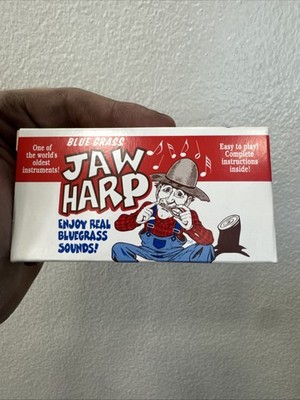 BLUE GRASS
JAW
HARP
One of
the world's
oldest
instruments!
Easy to play!
Complete
instructions
inside!
ENJOY REAL
BLUEGRASS
SOUNDS!